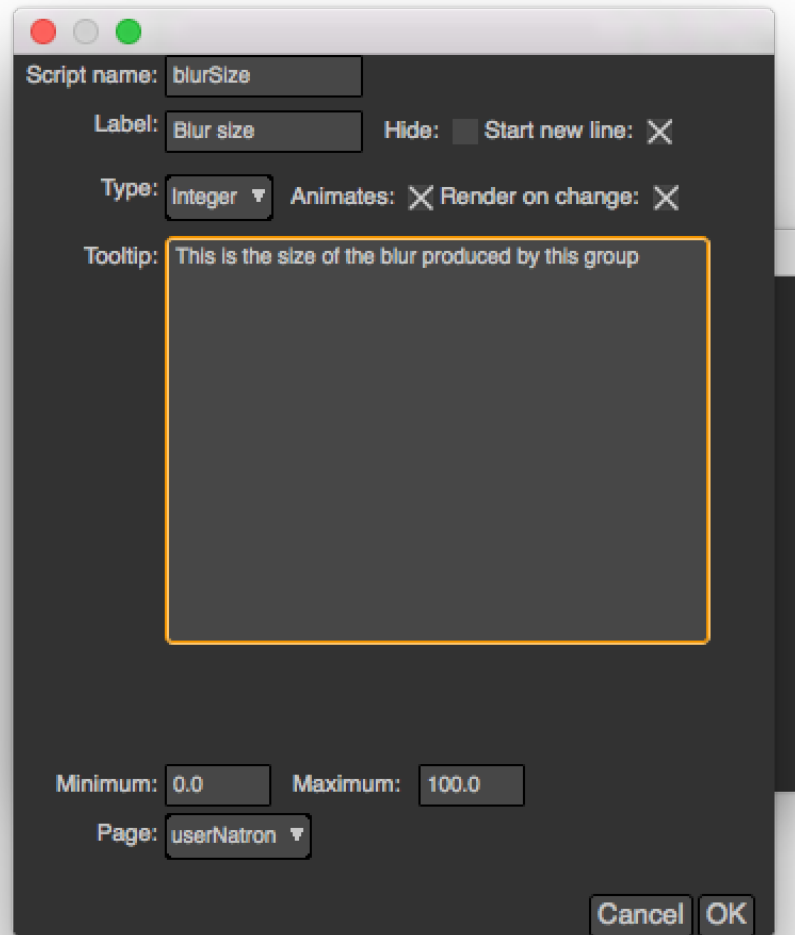 Script name: blurSize
Label: Blur size Hide: Start new line:
Type: Integer Animates: Render on change:
Tooltip: This is the size of the blur produced by this group
Minimum: 0.0 Maximum: 100.0
Page: userNatron
Cancel OK